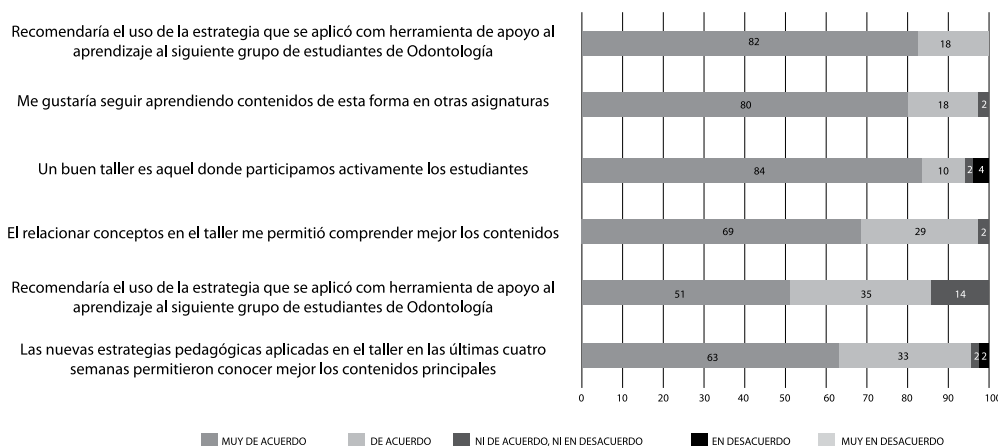 Recomendaría el uso de la estrategia que se aplicó com herramienta de apoyo al
aprendizaje al siguiente grupo de estudiantes de Odontología
82 18
Me gustaría seguir aprendiendo contenidos de esta forma en otras asignaturas
80 18 2
Un buen taller es aquel donde participamos activamente los estudiantes
84 10 2 4
El relacionar conceptos en el taller me permitió comprender mejor los contenidos
69 29 2
Recomendaría el uso de la estrategia que se aplicó com herramienta de apoyo al
aprendizaje al siguiente grupo de estudiantes de Odontología
51 35 14
Las nuevas estrategias pedagógicas aplicadas en el taller en las últimas cuatro
semanas permitieron conocer mejor los contenidos principales
63 33 2 2
0 10 20 30 40 50 60 70 80 90 100
MUY DE ACUERDO DE ACUERDO NI DE ACUERDO, NI EN DESACUERDO EN DESACUERDO MUY EN DESACUERDO